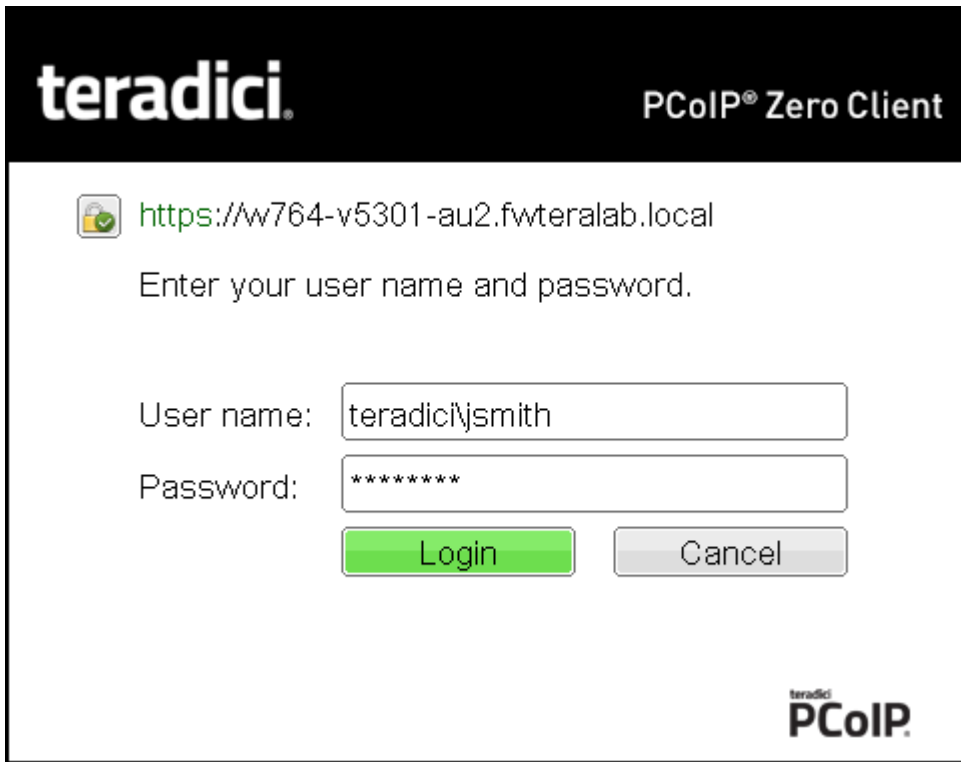 teradici.
PCoIP® Zero Client
https://w764-v5301-au2.fwteralab.local
Enter your user name and password.
User name: teradici\jsmith
Password: ********
Login Cancel
teradici
PCoIP®